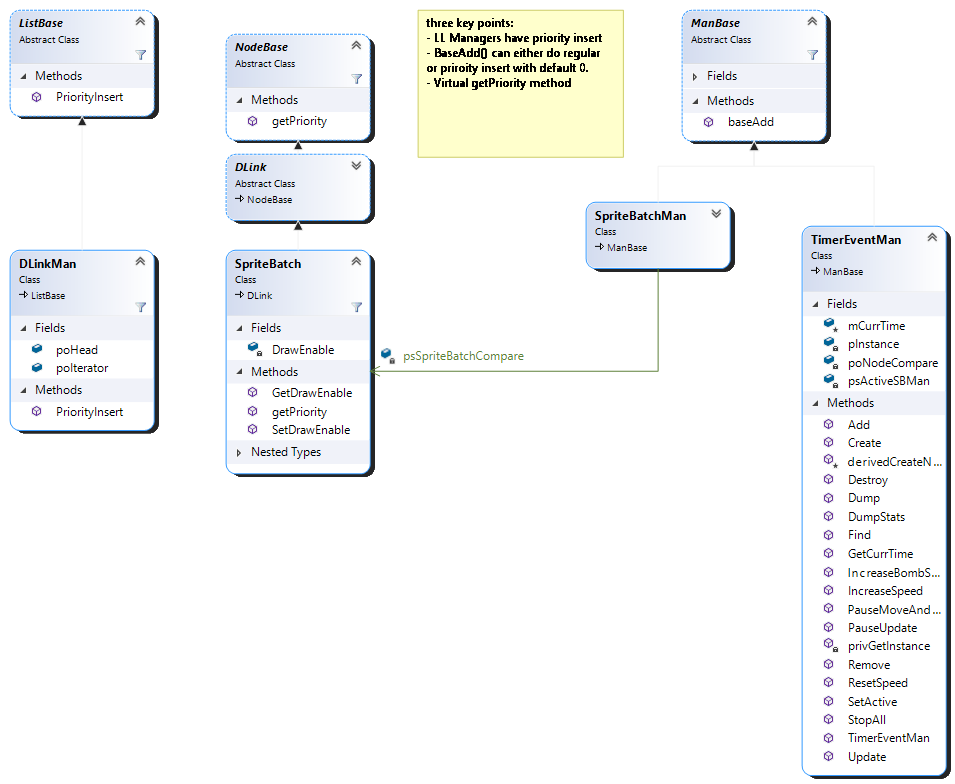 ListBase
Abstract Class
Methods
PriorityInsert
NodeBase
Abstract Class
Methods
getPriority
DLink
Abstract Class
NodeBase
three key points:
- LL Managers have priority insert
- BaseAdd() can either do regular
or priroity insert with default 0.
- Virtual getPriority method
ManBase
Abstract Class
Fields
Methods
baseAdd
DLinkMan
Class
ListBase
Fields
poHead
poIterator
Methods
PriorityInsert
SpriteBatch
Class
DLink
Fields
DrawEnable
Methods
GetDrawEnable
getPriority
SetDrawEnable
Nested Types
psSpriteBatchCompare
SpriteBatchMan
Class
ManBase
TimerEventMan
Class
ManBase
Fields
mCurrTime
pInstance
poNodeCompare
psActiveSBMan
Methods
Add
Create
derivedCreateN...
Destroy
Dump
DumpStats
Find
GetCurrTime
IncreaseBombS...
IncreaseSpeed
PauseMoveAnd...
PauseUpdate
privGetInstance
Remove
ResetSpeed
SetActive
StopAll
TimerEventMan
Update